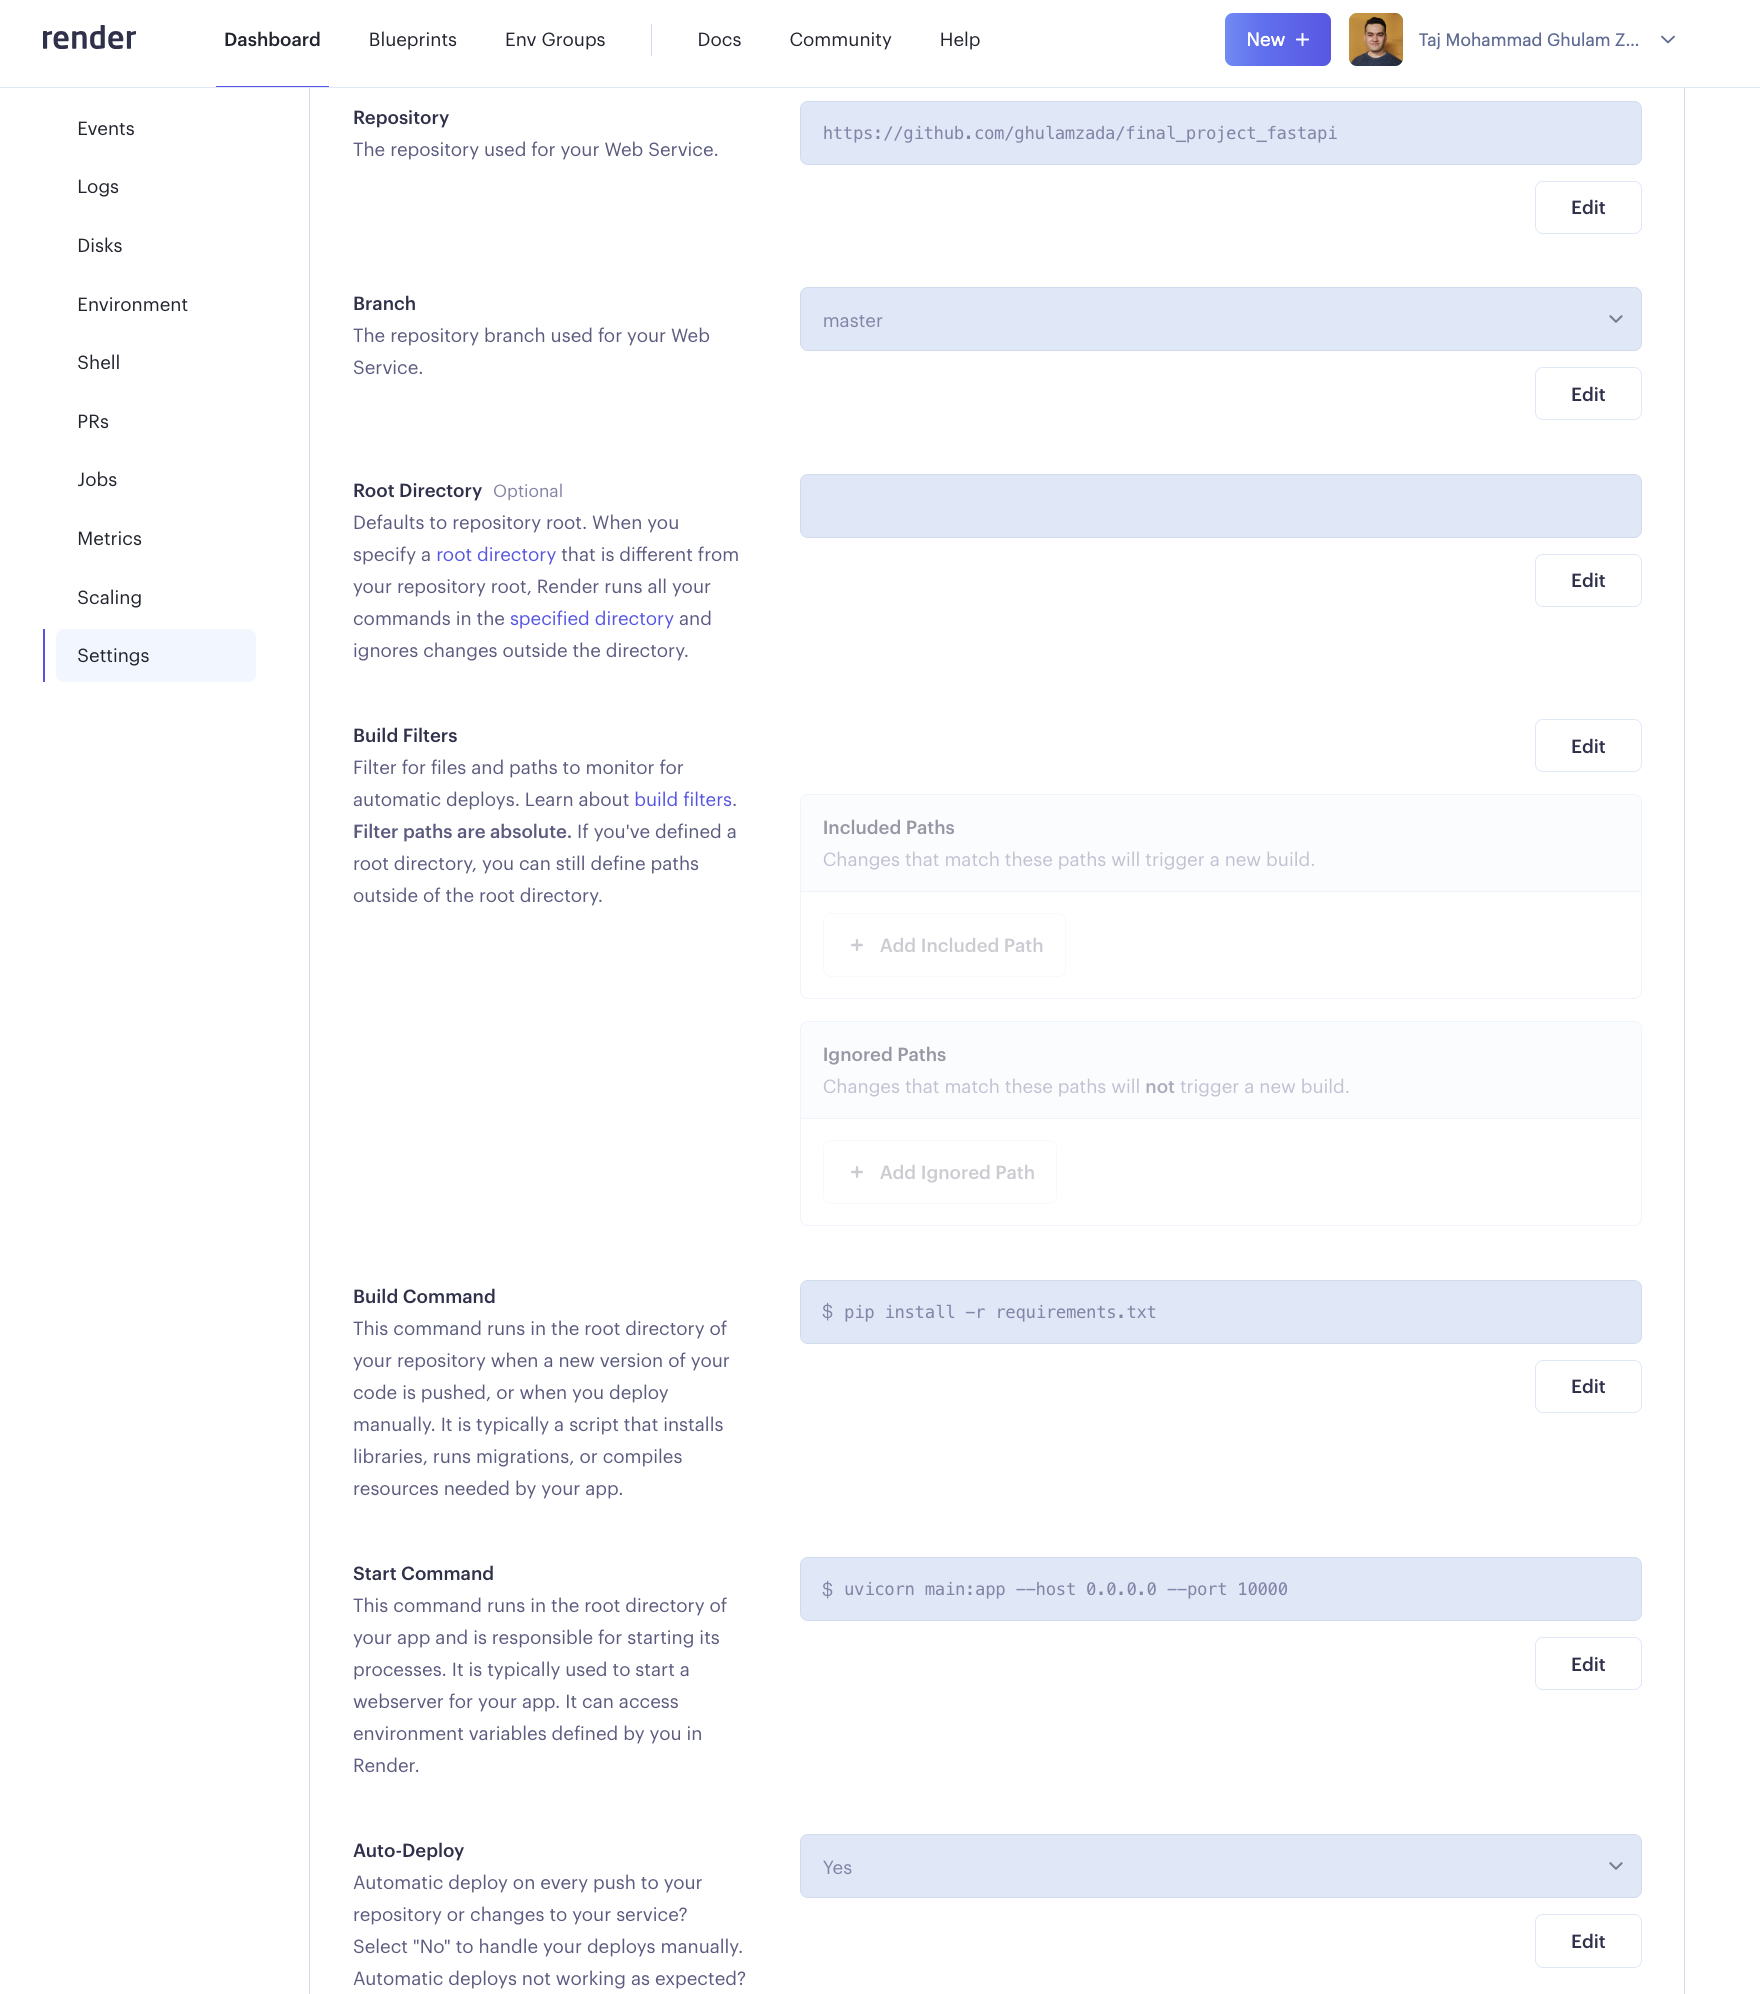 render
Dashboard
Blueprints
Env Groups
Docs
Community
Help
New +
Taj Mohammad Ghulam Z...
Events
Logs
Disks
Environment
Shell
PRs
Jobs
Metrics
Scaling
Settings
Repository
The repository used for your Web Service.
https://github.com/ghulamzada/final_project_fastapi
Edit
Branch
The repository branch used for your Web
Service.
master
Edit
Root Directory Optional
Defaults to repository root. When you
specify a root directory that is different from
your repository root, Render runs all your
commands in the specified directory and
ignores changes outside the directory.
Edit
Build Filters
Filter for files and paths to monitor for
automatic deploys. Learn about build filters.
Filter paths are absolute. If you've defined a
root directory, you can still define paths
outside of the root directory.
Edit
Included Paths
Changes that match these paths will trigger a new build.
+ Add Included Path
Ignored Paths
Changes that match these paths will not trigger a new build.
+ Add Ignored Path
Build Command
This command runs in the root directory of
your repository when a new version of your
code is pushed, or when you deploy
manually. It is typically a script that installs
libraries, runs migrations, or compiles
resources needed by your app.
$ pip install -r requirements.txt
Edit
Start Command
This command runs in the root directory of
your app and is responsible for starting its
processes. It is typically used to start a
webserver for your app. It can access
environment variables defined by you in
Render.
$ uvicorn main:app --host 0.0.0.0 --port 10000
Edit
Auto-Deploy
Automatic deploy on every push to your
repository or changes to your service?
Select "No" to handle your deploys manually.
Automatic deploys not working as expected?
Yes
Edit